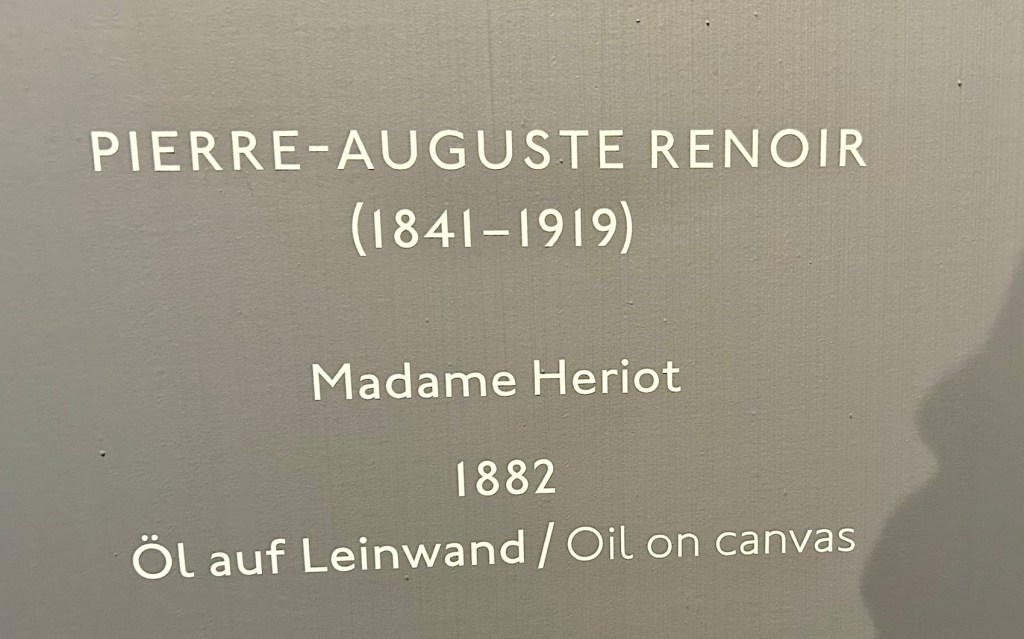 PIERRE-AUGUSTE RENOIR
(1841–1919)
Madame Heriot
1882
Öl auf Leinwand / Oil on canvas